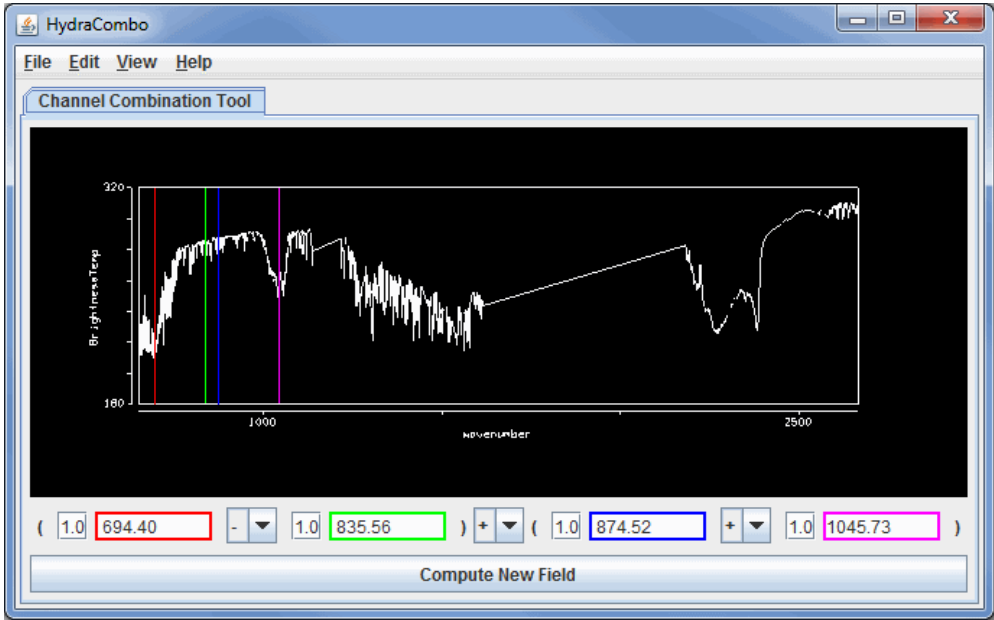 HydraCombo
File Edit View Help
Channel Combination Tool
320
BrightnessTemp
180
1000
2500
wavenumber
( 1.0 694.40 - 1.0 835.56 ) + ( 1.0 874.52 + 1.0 1045.73 )
Compute New Field